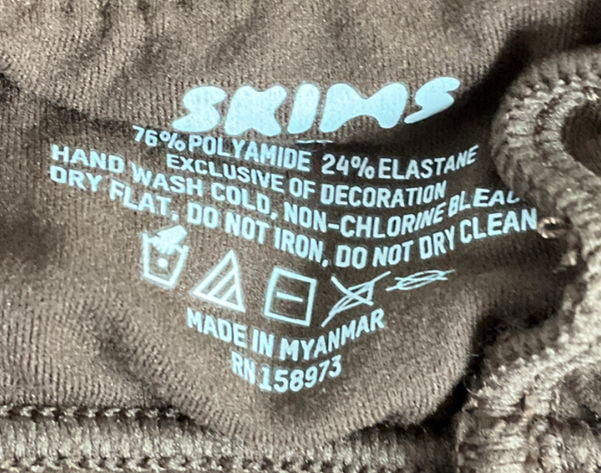 SKIMS
76% POLYAMIDE 24% ELASTANE
EXCLUSIVE OF DECORATION
HAND WASH COLD, NON-CHLORINE
DRY FLAT, DO NOT IRON, DO NOT DRY CLEAN
MADE IN MYANMAR
RN 158973